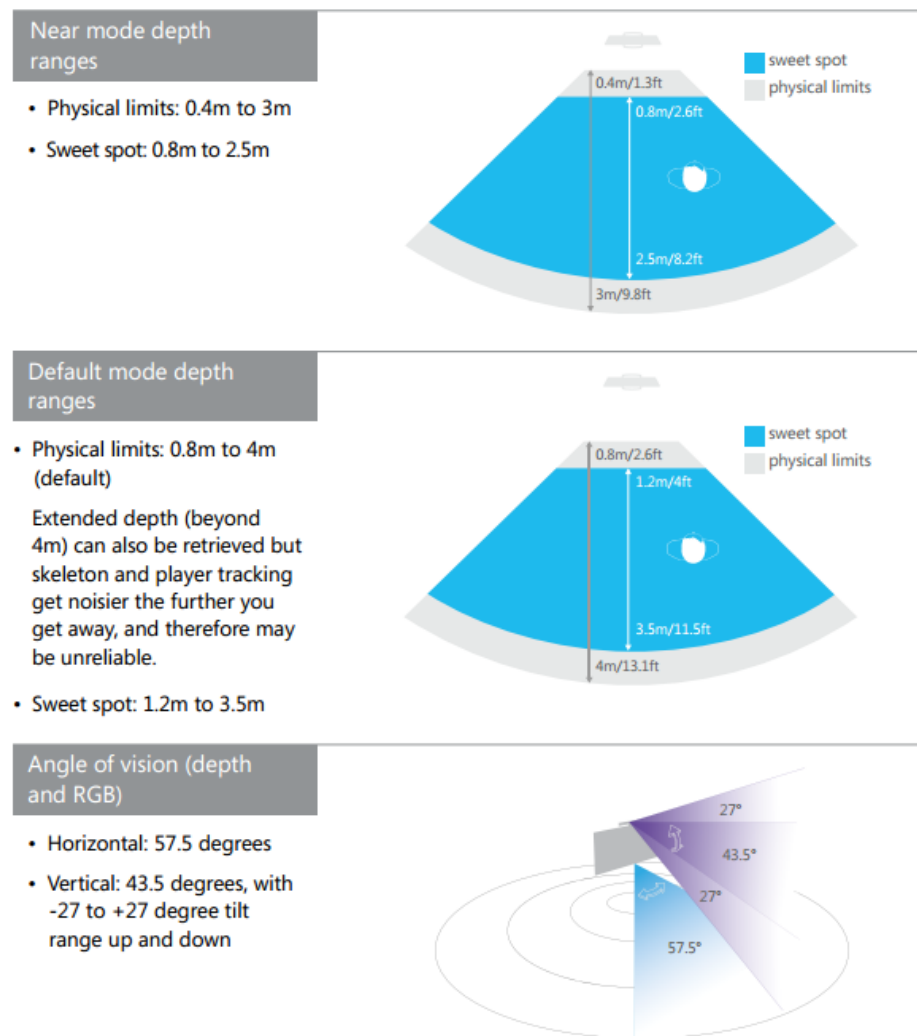 Near mode depth
ranges
• Physical limits: 0.4m to 3m
• Sweet spot: 0.8m to 2.5m
sweet spot
physical limits
0.4m/1.3ft
0.8m/2.6ft
2.5m/8.2ft
3m/9.8ft
Default mode depth
ranges
• Physical limits: 0.8m to 4m
(default)
Extended depth (beyond
4m) can also be retrieved but
skeleton and player tracking
get noisier the further you
get away, and therefore may
be unreliable.
• Sweet spot: 1.2m to 3.5m
sweet spot
physical limits
0.8m/2.6ft
1.2m/4ft
3.5m/11.5ft
4m/13.1ft
Angle of vision (depth
and RGB)
• Horizontal: 57.5 degrees
• Vertical: 43.5 degrees, with
-27 to +27 degree tilt
range up and down
27°
43.5°
27°
57.5°